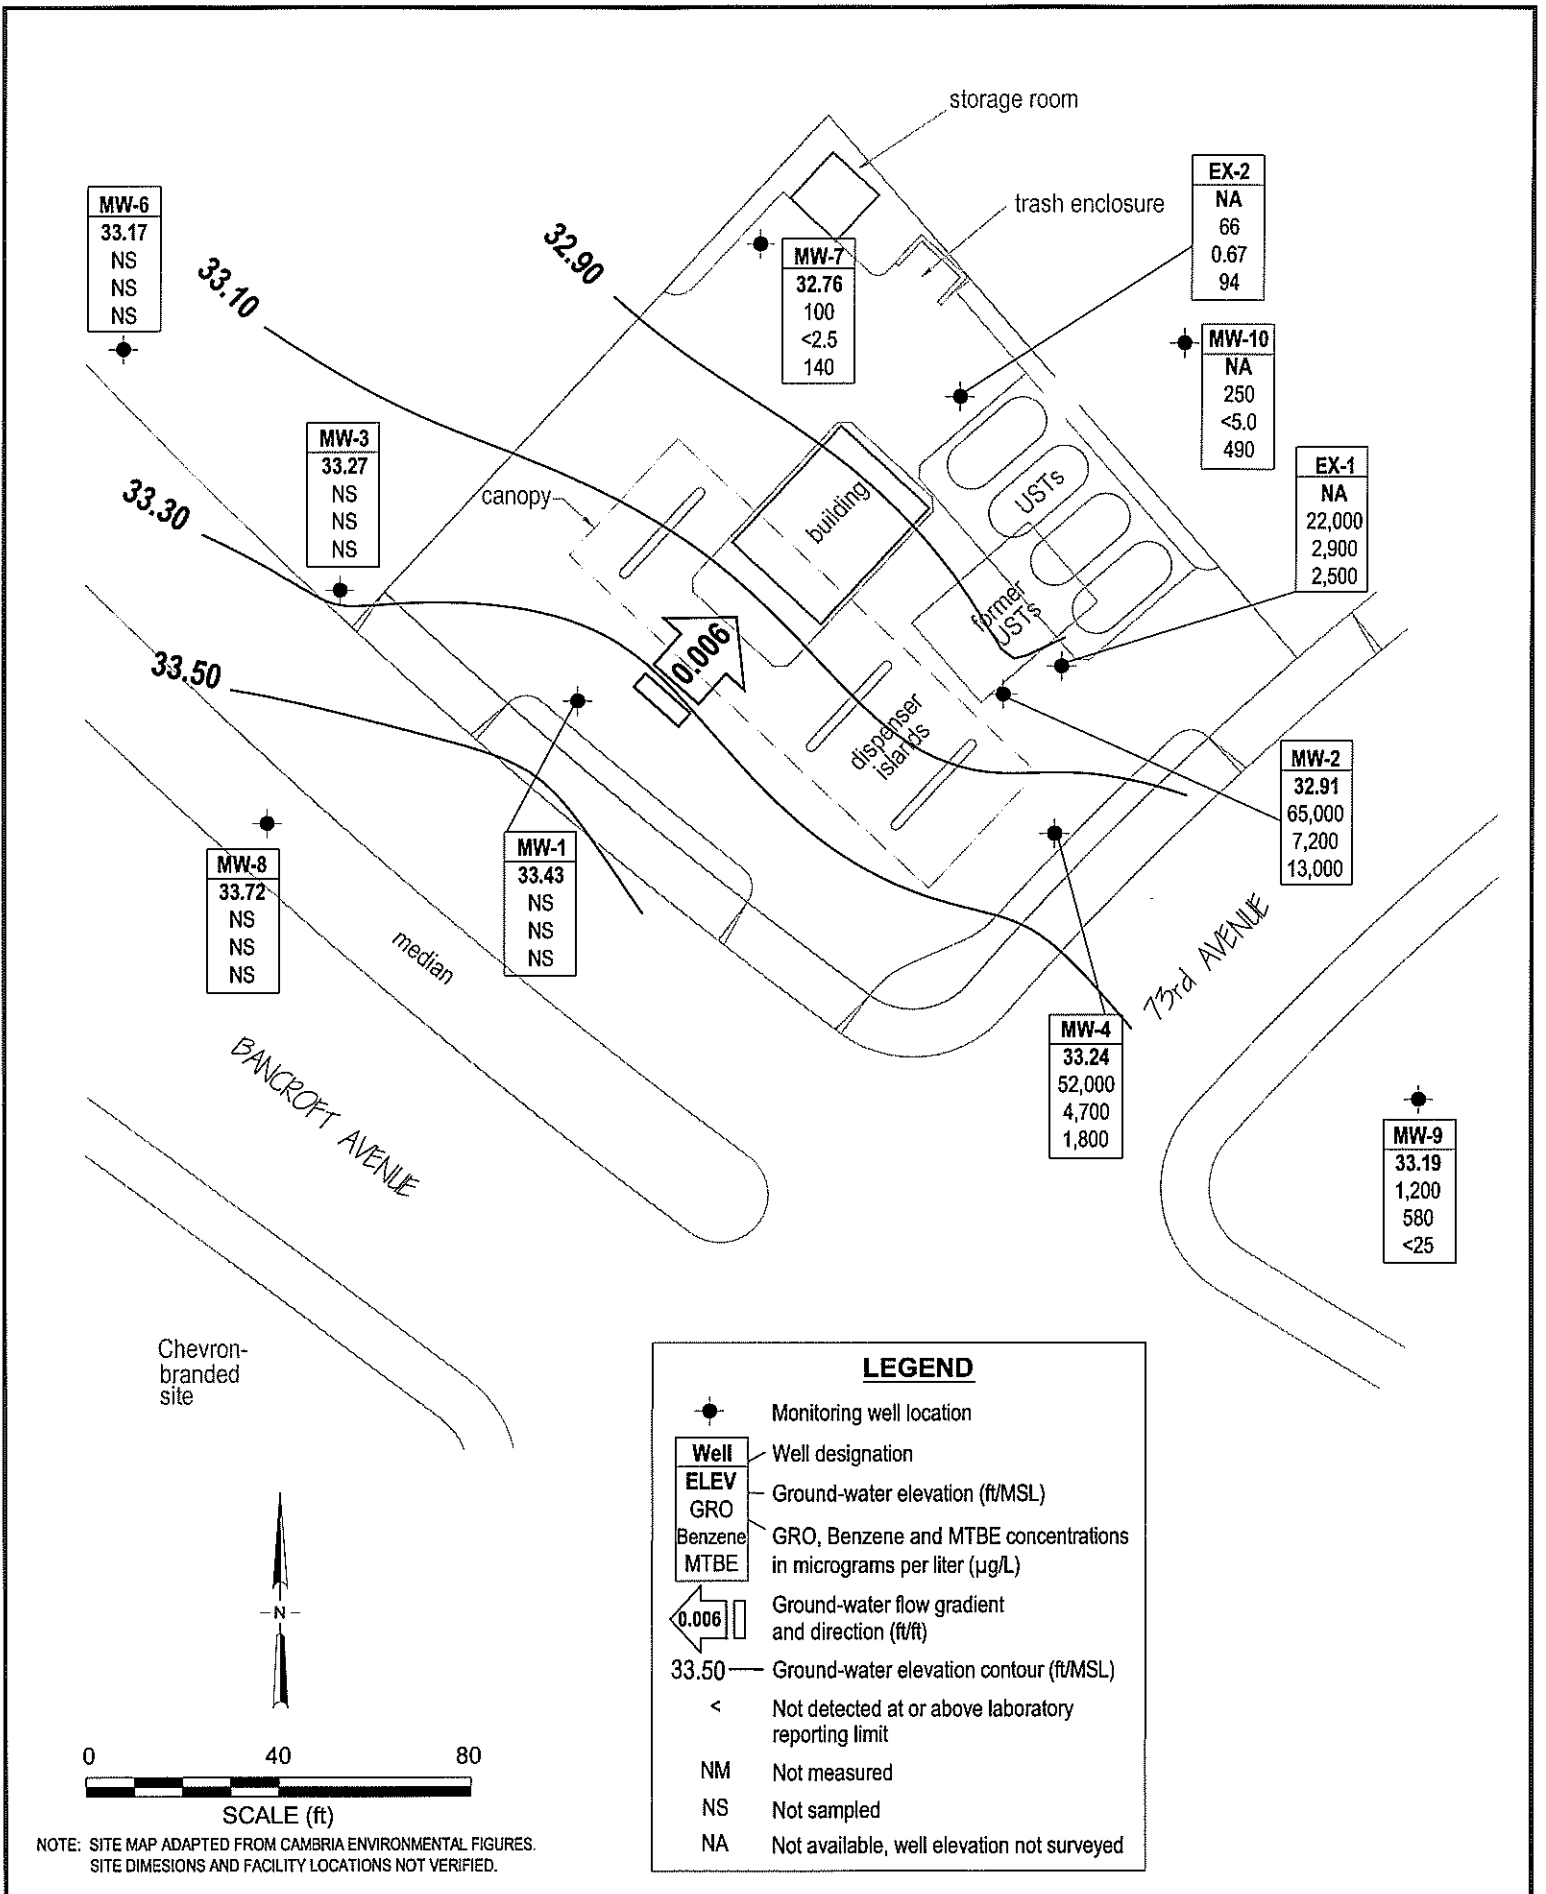 storage room
trash enclosure
EX-2
NA
66
0.67
94
MW-6
33.17
NS
NS
NS
33.10
32.90
MW-7
32.76
100
<2.5
140
MW-10
NA
250
<5.0
490
MW-3
33.27
NS
NS
NS
EX-1
NA
22,000
2,900
2,500
33.30
canopy
building
USTs
former
USTs
0.006
33.50
dispenser
islands
MW-2
32.91
65,000
7,200
13,000
MW-8
33.72
NS
NS
NS
MW-1
33.43
NS
NS
NS
median
73rd AVENUE
MW-4
33.24
52,000
4,700
1,800
BANCROFT AVENUE
MW-9
33.19
1,200
580
<25
Chevron-
branded
site
LEGEND
Monitoring well location
Well
Well designation
ELEV
Ground-water elevation (ft/MSL)
GRO
Benzene
MTBE
GRO, Benzene and MTBE concentrations
in micrograms per liter (µg/L)
0.006
Ground-water flow gradient
and direction (ft/ft)
33.50
Ground-water elevation contour (ft/MSL)
<
Not detected at or above laboratory
reporting limit
NM
Not measured
NS
Not sampled
NA
Not available, well elevation not surveyed
-N-
0 40 80
SCALE (ft)
NOTE: SITE MAP ADAPTED FROM CAMBRIA ENVIRONMENTAL FIGURES.
SITE DIMESIONS AND FACILITY LOCATIONS NOT VERIFIED.